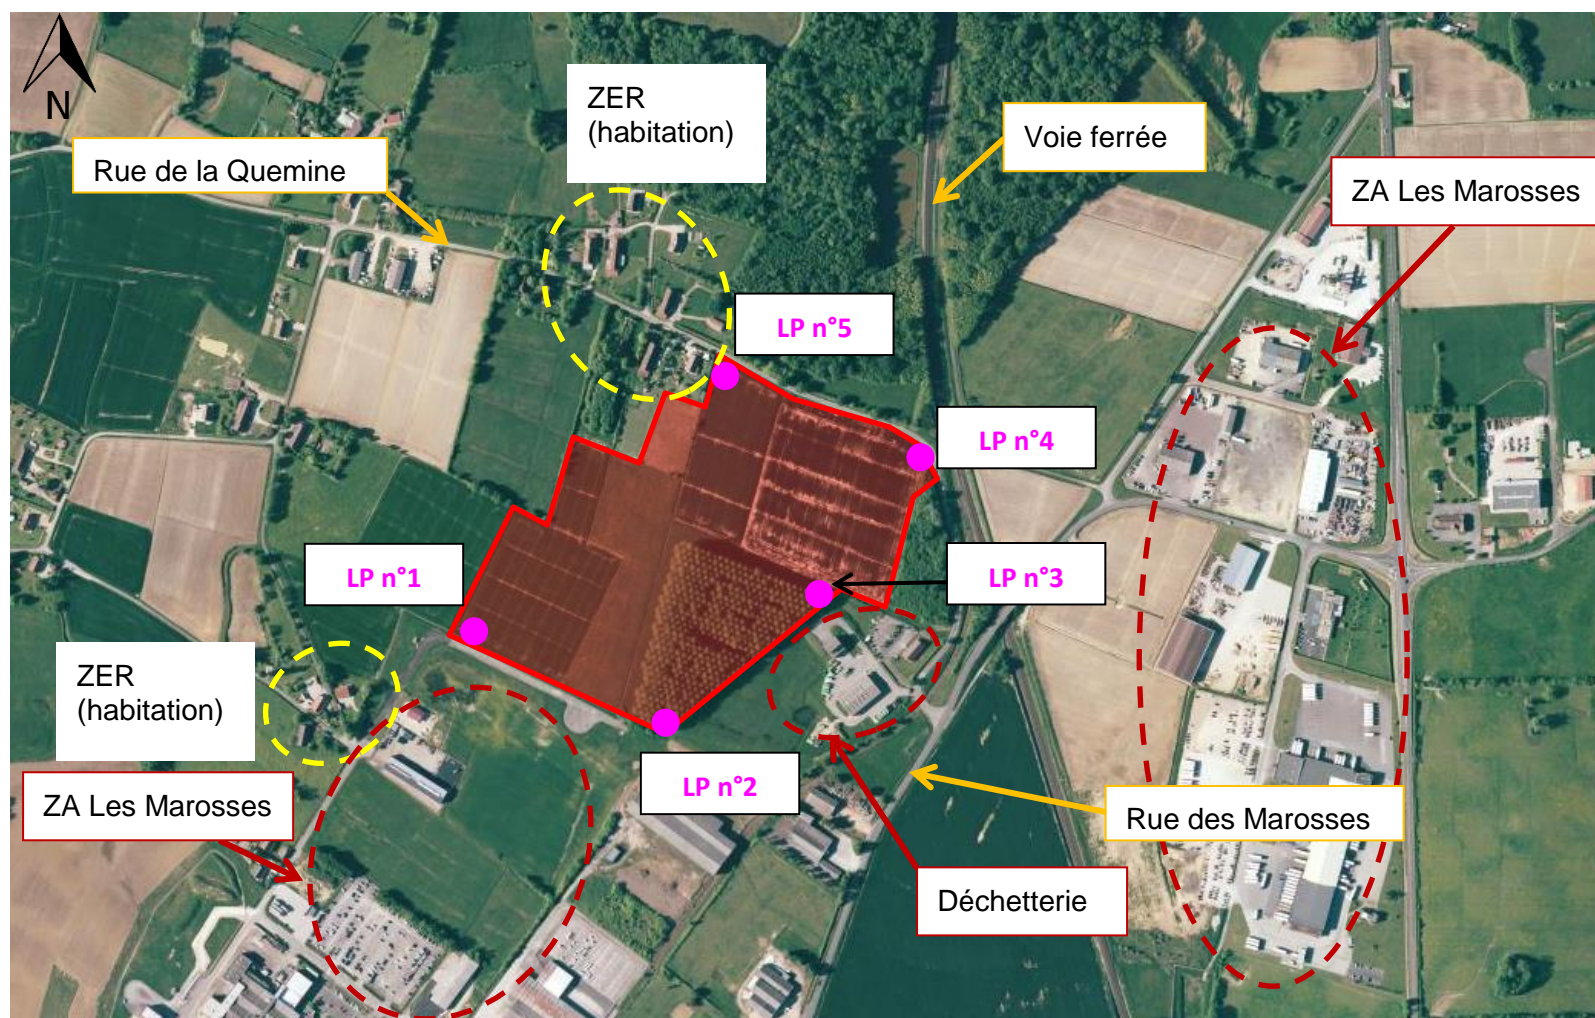 N
ZER
(habitation)
Voie ferrée
Rue de la Quemine
ZA Les Marosses
LP n°5
LP n°4
LP n°1
LP n°3
ZER
(habitation)
LP n°2
ZA Les Marosses
Rue des Marosses
Déchetterie